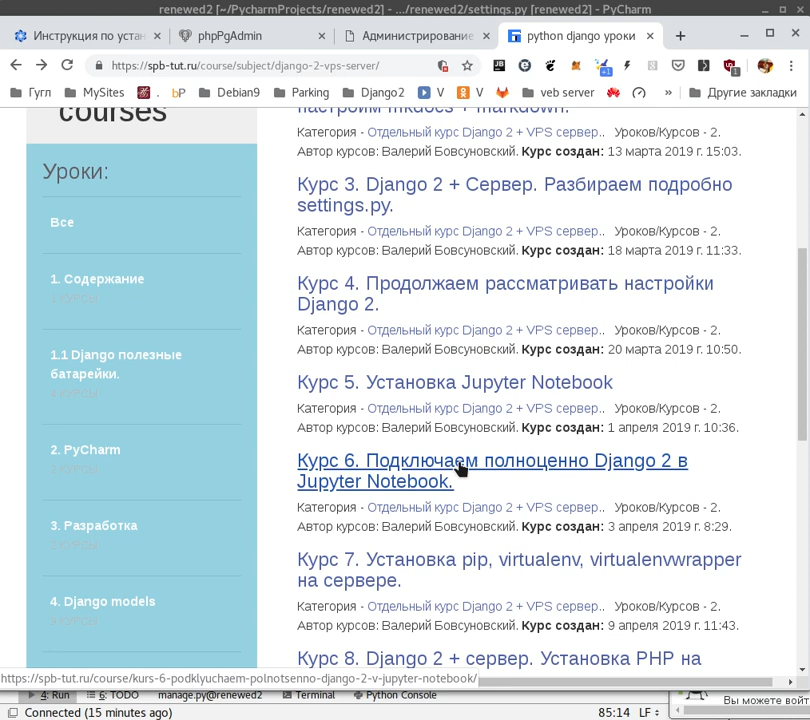 renewed2 [~/PycharmProjects/renewed2] - .../renewed2/settings.py [renewed2] - PyCharm
Инструкция по устан
phpPgAdmin
Администрирование
python django уроки
https://spb-tut.ru/course/subject/django-2-vps-server/
Гугл
MySites
.
Debian9
Parking
Django2
V
V
veb server
»
Другие закладки
courses
Уроки:
Все
1. Содержание
4 КУРСЫ
1.1 Django полезные
батарейки.
2. PyCharm
2 КУРСЫ
3. Разработка
4. Django models
настроим mkdocs + markdown.
Категория - Отдельный курс Django 2 + VPS сервер.. Уроков/Курсов - 2.
Автор курсов: Валерий Бовсуновский. Курс создан: 13 марта 2019 г. 15:03.
Курс 3. Django 2 + Сервер. Разбираем подробно
settings.py.
Категория - Отдельный курс Django 2 + VPS сервер.. Уроков/Курсов - 2.
Автор курсов: Валерий Бовсуновский. Курс создан: 18 марта 2019 г. 11:33.
Курс 4. Продолжаем рассматривать настройки
Django 2.
Категория - Отдельный курс Django 2 + VPS сервер.. Уроков/Курсов - 2.
Автор курсов: Валерий Бовсуновский. Курс создан: 20 марта 2019 г. 10:50.
Курс 5. Установка Jupyter Notebook
Категория - Отдельный курс Django 2 + VPS сервер.. Уроков/Курсов - 2.
Автор курсов: Валерий Бовсуновский. Курс создан: 1 апреля 2019 г. 10:36.
Курс 6. Подключаем полноценно Django 2 в
Jupyter Notebook.
Категория - Отдельный курс Django 2 + VPS сервер.. Уроков/Курсов - 2.
Автор курсов: Валерий Бовсуновский. Курс создан: 3 апреля 2019 г. 8:29.
Курс 7. Установка pip, virtualenv, virtualenvwrapper
на сервере.
Категория - Отдельный курс Django 2 + VPS сервер.. Уроков/Курсов - 2.
Автор курсов: Валерий Бовсуновский. Курс создан: 9 апреля 2019 г. 11:43.
Курс 8. Django 2 + сервер. Установка PHP на
https://spb-tut.ru/course/kurs-6-podklyuchaem-polnotsenno-django-2-v-jupyter-notebook/
4: Run
6: TODO
manage.py@renewed2
Terminal
Python Console
Вы можете войт
Connected (15 minutes ago)
85:14
LF